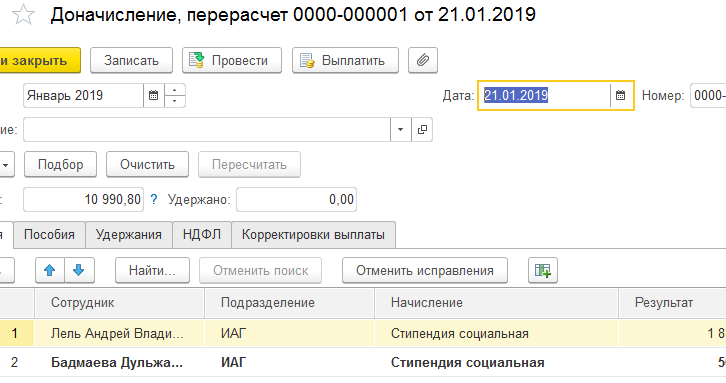 Доначисление, перерасчет 0000-000001 от 21.01.2019
и закрыть Записать Провести Выплатить
Январь 2019 Дата: 21.01.2019 Номер: 0000-
ие:
Подбор Очистить Пересчитать
: 10 990,80 ? Удержано: 0,00
я Пособия Удержания НДФЛ Корректировки выплаты
Найти... Отменить поиск Отменить исправления
Сотрудник Подразделение Начисление Результат
1 Лель Андрей Влади... ИАГ Стипендия социальная 1 8
2 Бадмаева Дульжа... ИАГ Стипендия социальная